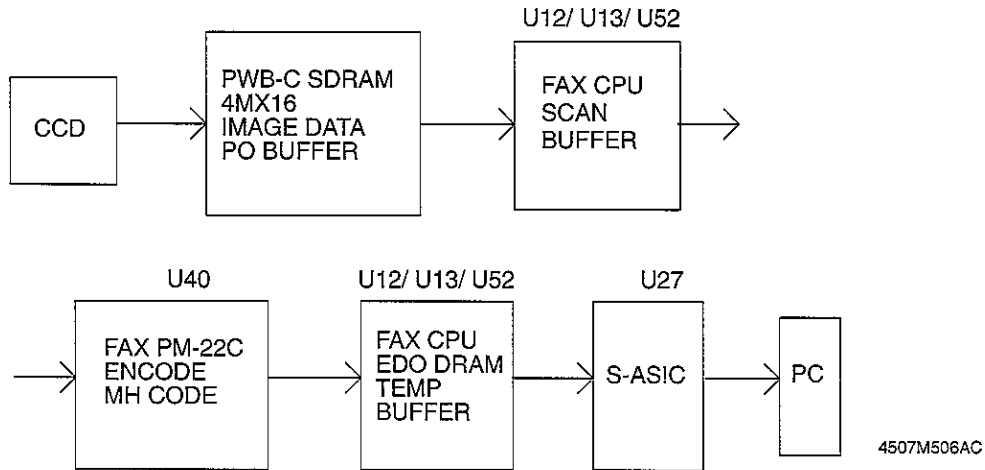 U12/ U13/ U52
CCD
PWB-C SDRAM
4MX16
IMAGE DATA
PO BUFFER
FAX CPU
SCAN
BUFFER
U40
U12/ U13/ U52
U27
FAX PM-22C
ENCODE
MH CODE
FAX CPU
EDO DRAM
TEMP
BUFFER
S-ASIC
PC
4507M506AC